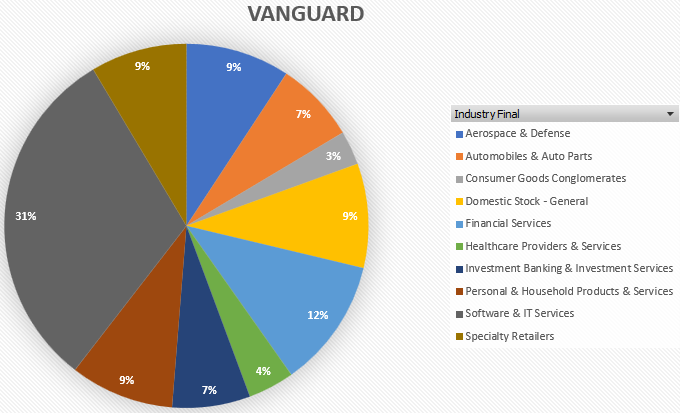 VANGUARD
9%
7%
3%
9%
12%
4%
7%
9%
31%
9%
Industry Final
Aerospace & Defense
Automobiles & Auto Parts
Consumer Goods Conglomerates
Domestic Stock - General
Financial Services
Healthcare Providers & Services
Investment Banking & Investment Services
Personal & Household Products & Services
Software & IT Services
Specialty Retailers